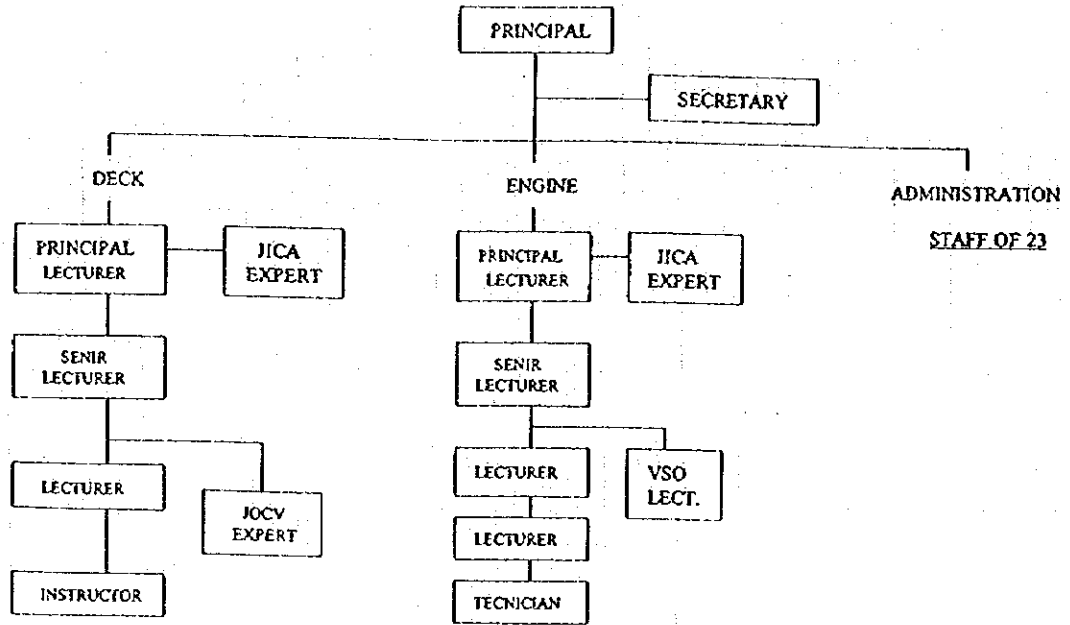 PRINCIPAL
SECRETARY
DECK
ENGINE
ADMINISTRATION
STAFF OF 23
PRINCIPAL
LECTURER
JICA
EXPERT
PRINCIPAL
LECTURER
JICA
EXPERT
SENIR
LECTURER
SENIR
LECTURER
LECTURER
JOCV
EXPERT
LECTURER
VSO
LECT.
LECTURER
INSTRUCTOR
TECNICIAN